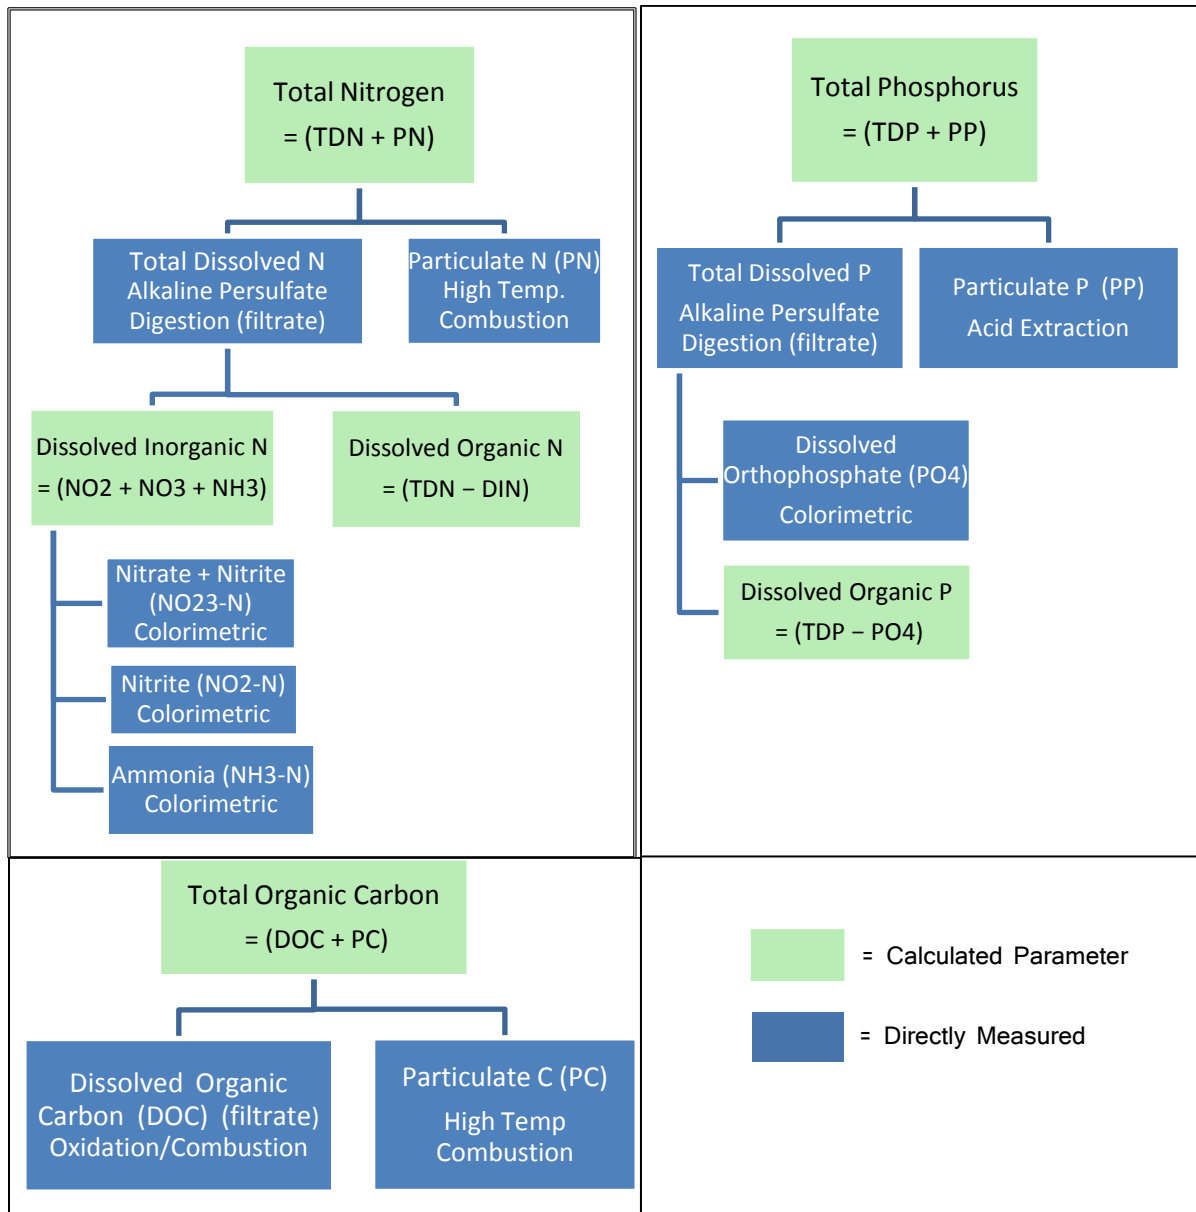 Total Nitrogen
= (TDN + PN)
Total Dissolved N
Alkaline Persulfate
Digestion (filtrate)
Particulate N (PN)
High Temp.
Combustion
Dissolved Inorganic N
= (NO2 + NO3 + NH3)
Dissolved Organic N
= (TDN − DIN)
Nitrate + Nitrite
(NO23-N)
Colorimetric
Nitrite (NO2-N)
Colorimetric
Ammonia (NH3-N)
Colorimetric
Total Phosphorus
= (TDP + PP)
Total Dissolved P
Alkaline Persulfate
Digestion (filtrate)
Particulate P (PP)
Acid Extraction
Dissolved
Orthophosphate (PO4)
Colorimetric
Dissolved Organic P
= (TDP − PO4)
Total Organic Carbon
= (DOC + PC)
Dissolved Organic
Carbon (DOC) (filtrate)
Oxidation/Combustion
Particulate C (PC)
High Temp
Combustion
= Calculated Parameter
= Directly Measured